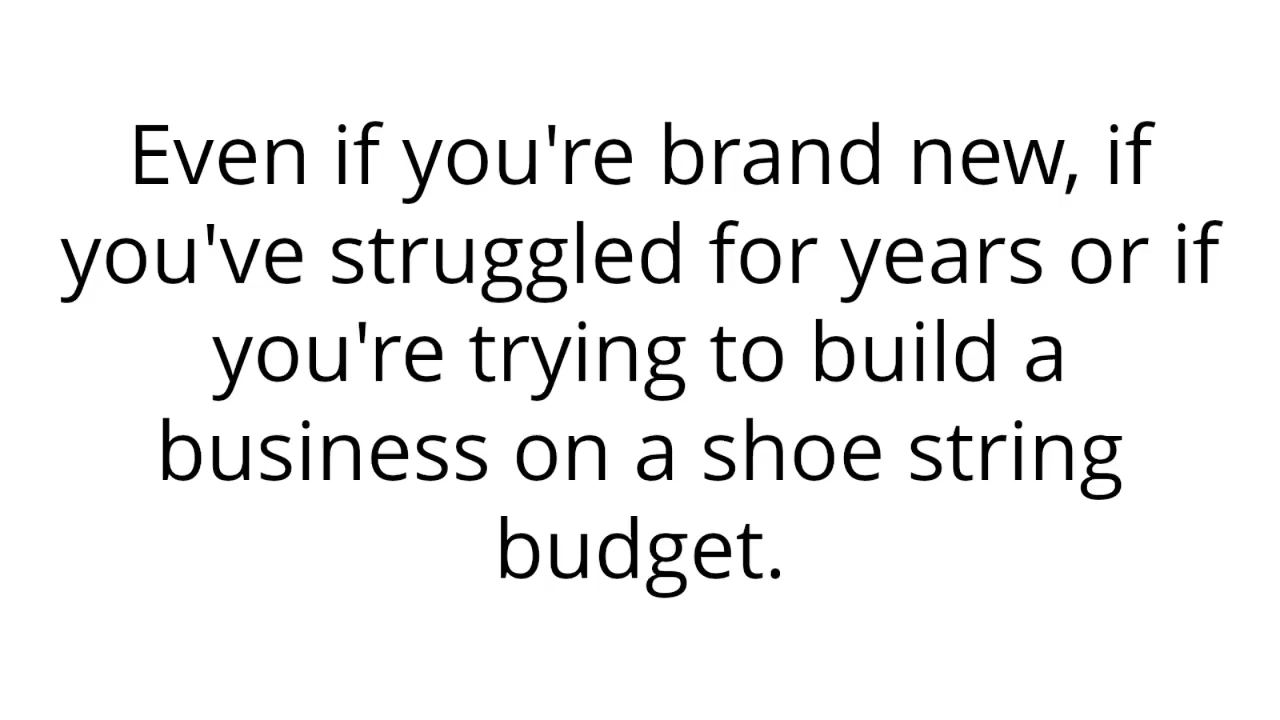 Even if you're brand new, if
you've struggled for years or if
you're trying to build a
business on a shoe string
budget.